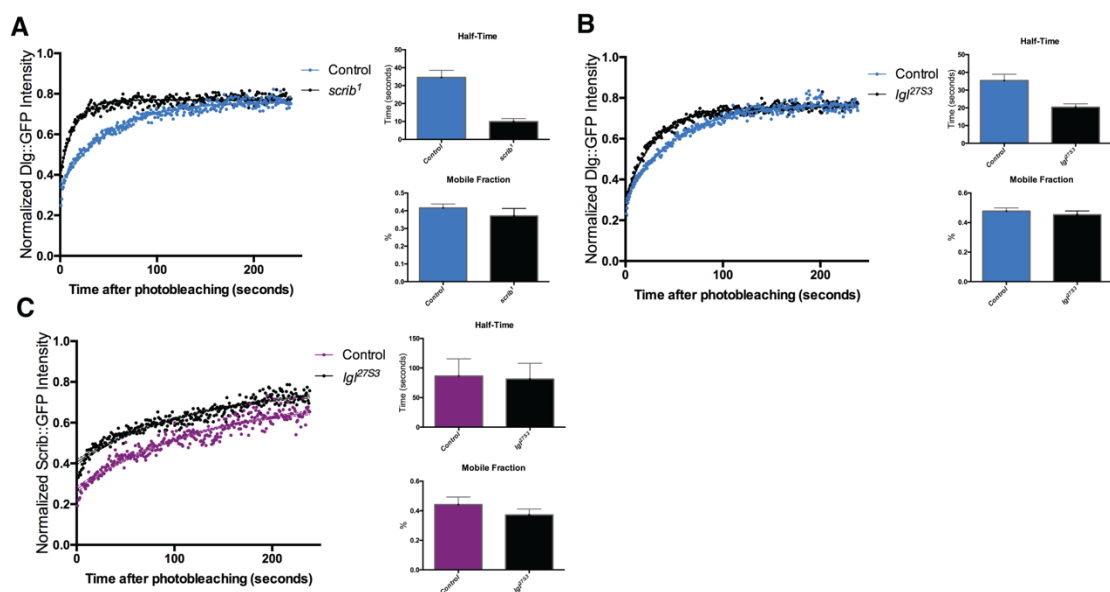 A
Normalized Dlg::GFP Intensity
1.0
0.8
0.6
0.4
0.2
0.0
0
100
200
Time after photobleaching (seconds)
Control
scrib¹
Half-Time
Time (seconds)
50
40
30
20
10
0
Control
scrib¹
Mobile Fraction
%
0.5
0.4
0.3
0.2
0.1
0.0
Control
scrib¹
B
Normalized Dlg::GFP Intensity
1.0
0.8
0.6
0.4
0.2
0.0
0
100
200
Time after photobleaching (seconds)
Control
lgl27S3
Half-Time
Time (seconds)
50
40
30
20
10
0
Control
lgl27S3
Mobile Fraction
%
0.6
0.4
0.2
0.0
Control
lgl27S3
C
Normalized Scrib::GFP Intensity
1.0
0.8
0.6
0.4
0.2
0.0
0
100
200
Time after photobleaching (seconds)
Control
lgl27S3
Half-Time
Time (seconds)
150
100
50
0
Control
lgl27S3
Mobile Fraction
%
0.6
0.4
0.2
0.0
Control
lgl27S3